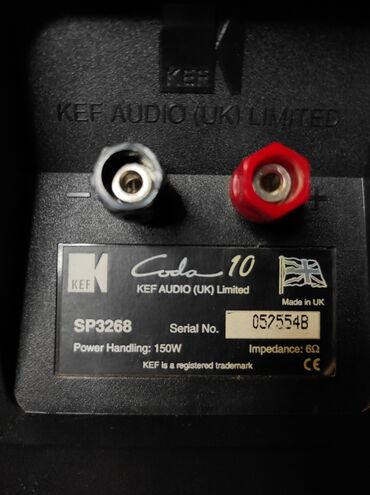 KEF
KEF AUDIO (UK) LIMITED
− +
KEF Coda 10
KEF AUDIO (UK) Limited
Made in UK
SP3268 Serial No. 052554B
Power Handling: 150W Impedance: 6Ω
KEF is a registered trademark CE